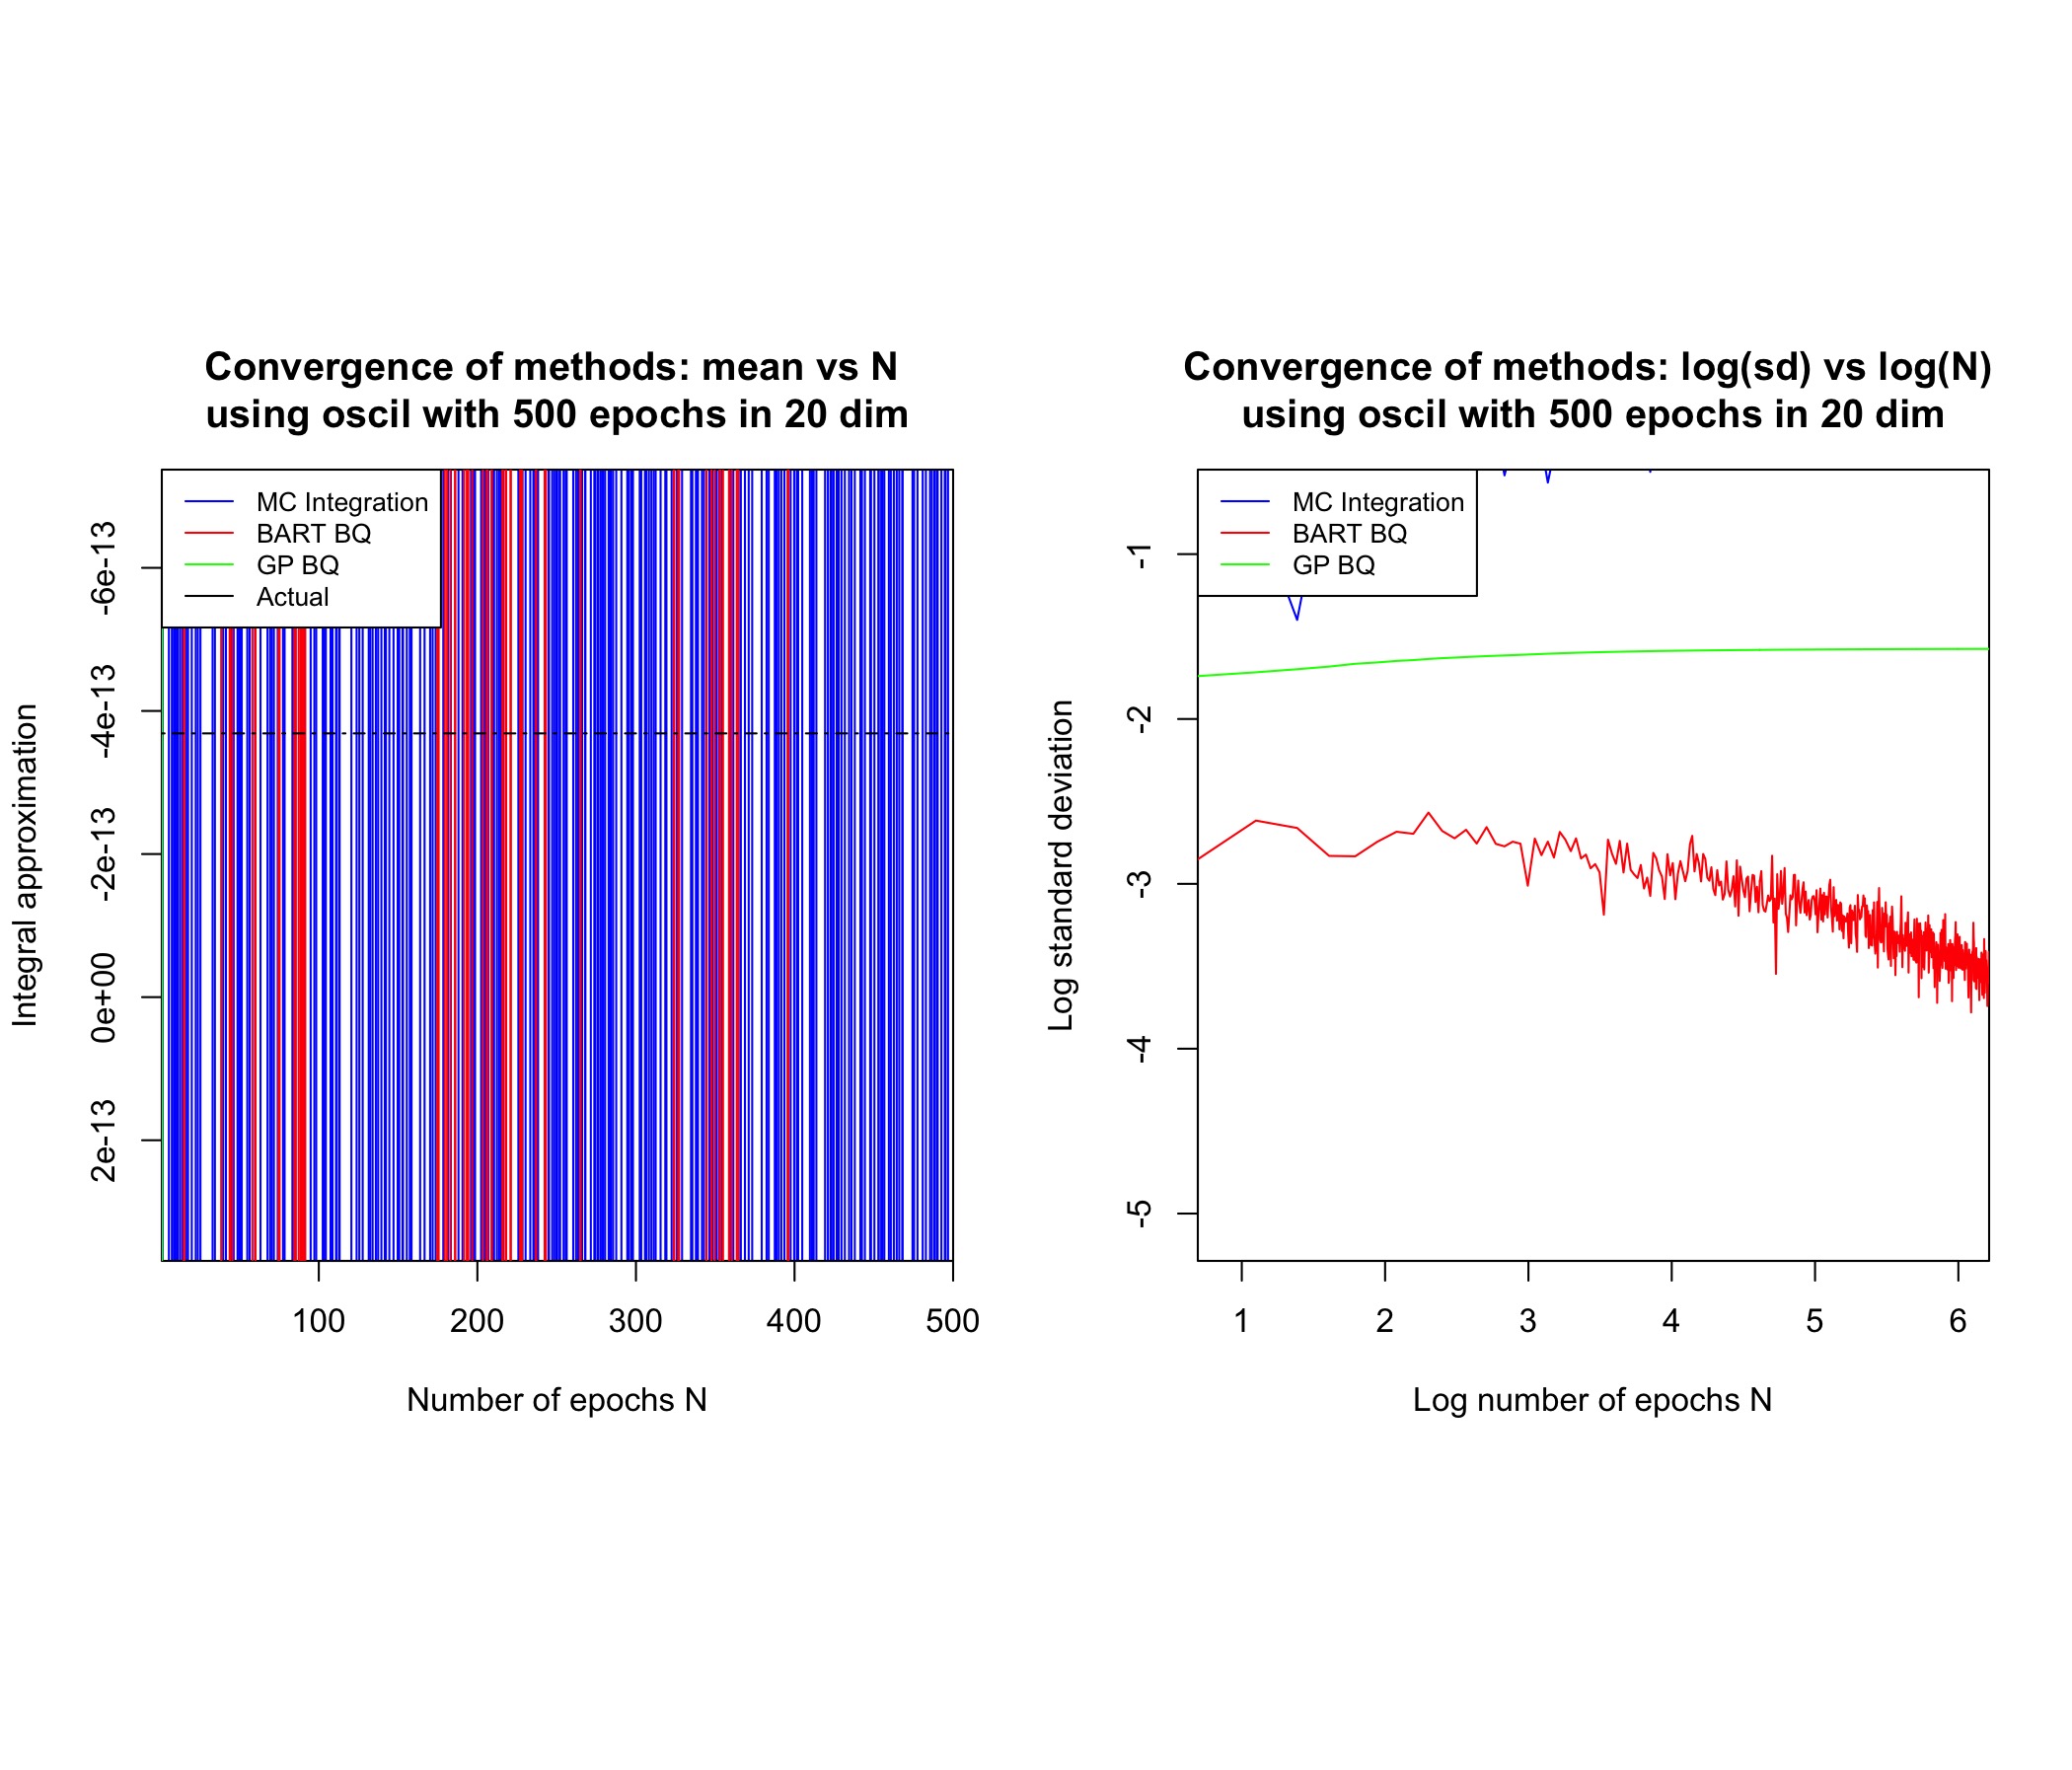 Convergence of methods: mean vs N
using oscil with 500 epochs in 20 dim
MC Integration
BART BQ
GP BQ
Actual
Integral approximation
-6e-13
-4e-13
-2e-13
0e+00
2e-13
100 200 300 400 500
Number of epochs N
Convergence of methods: log(sd) vs log(N)
using oscil with 500 epochs in 20 dim
MC Integration
BART BQ
GP BQ
Log standard deviation
-1
-2
-3
-4
-5
1 2 3 4 5 6
Log number of epochs N